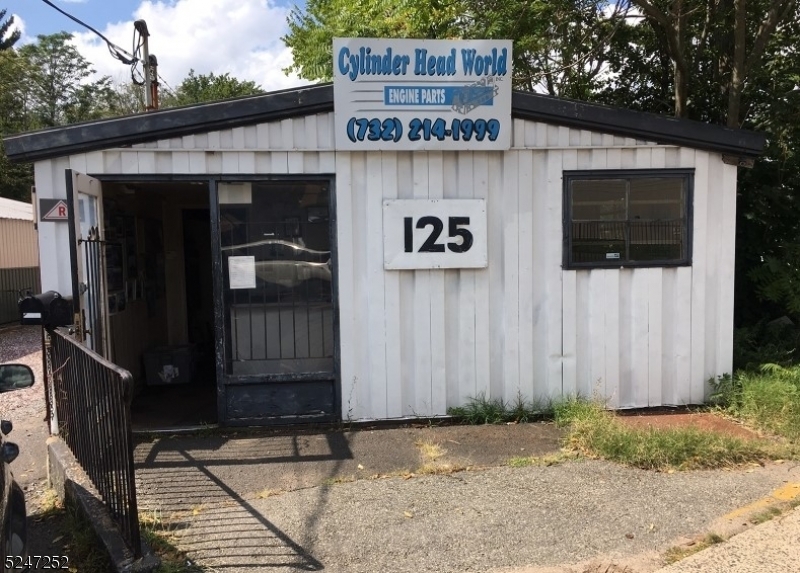 Cylinder Head World
ENGINE PARTS
(732) 214-1999
125
R
5247252